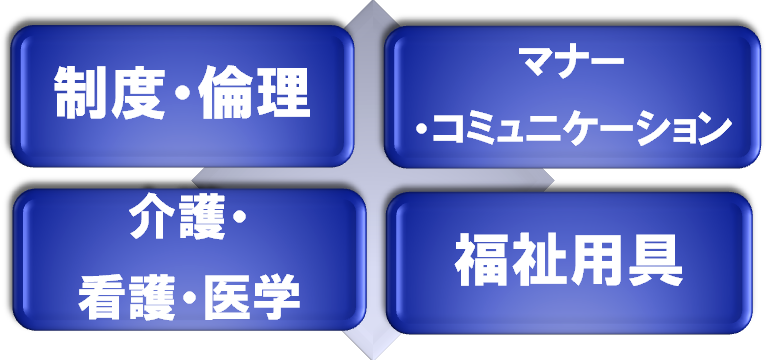 制度・倫理
マナー
・コミュニケーション
介護・
看護・医学
福祉用具